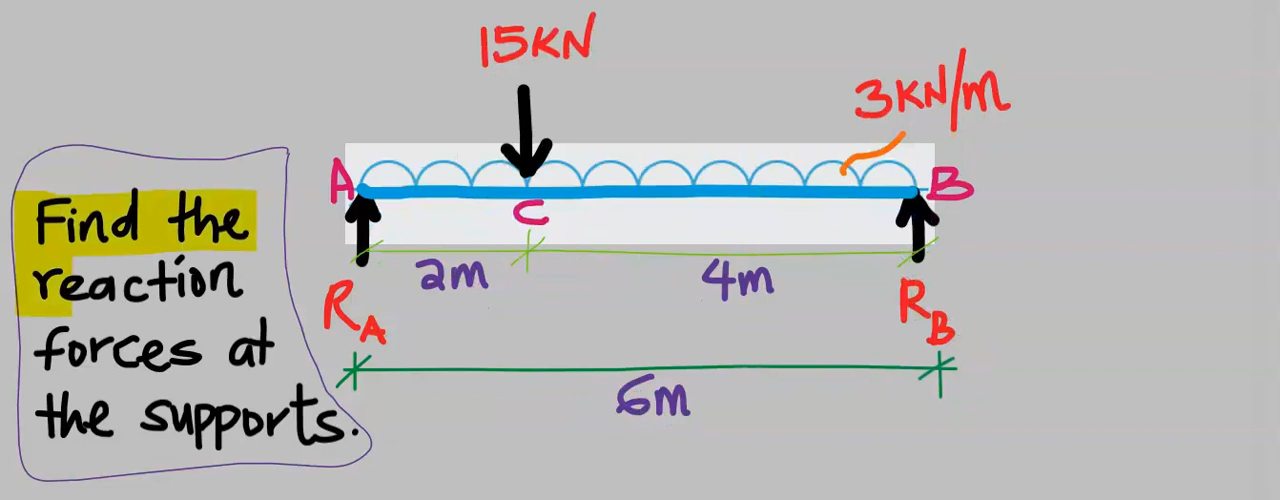 15KN
3KN/m
A
B
C
Find the
reaction
forces at
the supports.
2m
4m
RA
RB
6m